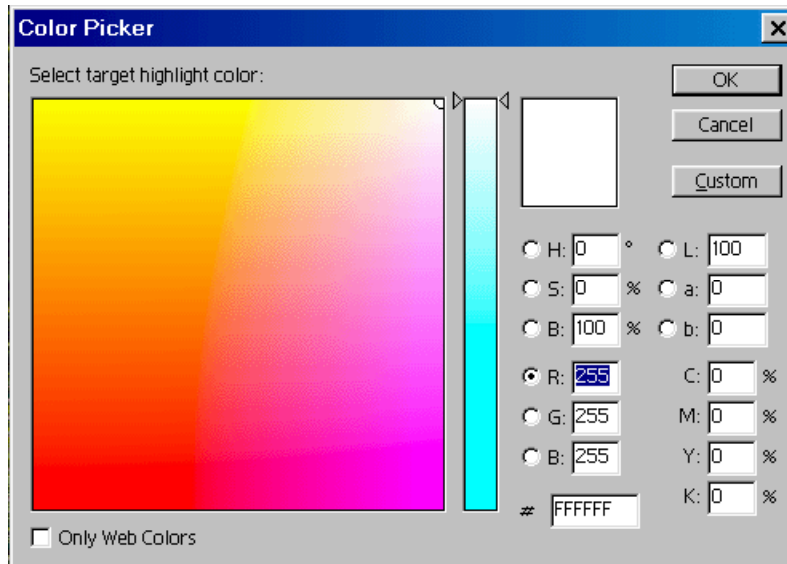 Color Picker
Select target highlight color:
OK
Cancel
Custom
H: 0 ° L: 100
S: 0 % a: 0
B: 100 % b: 0
R: 255 C: 0 %
G: 255 M: 0 %
B: 255 Y: 0 %
# FFFFFF K: 0 %
Only Web Colors